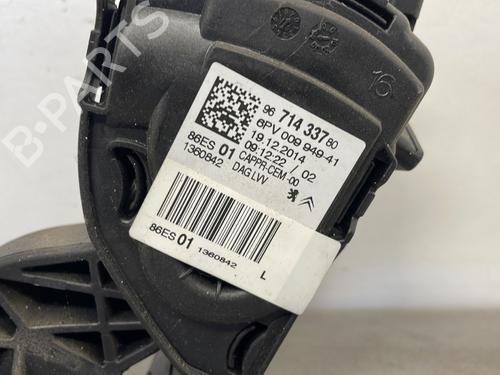 B-PARTS
16
96 714 337 80
6PV 009 949-41
19.12.2014
09:12:22 / 02
86ES 01 CAPPR-CEM-00
1360842 DAG LVV
86ES 01 1360842 L